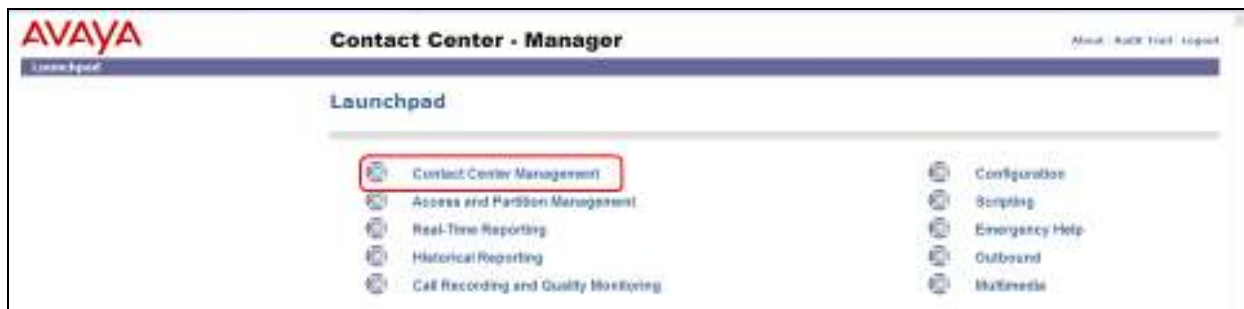 AVAYA
Contact Center - Manager
About | Audit Trail | Logout
Launchpad
Launchpad
Contact Center Management
Access and Partition Management
Real-Time Reporting
Historical Reporting
Call Recording and Quality Monitoring
Configuration
Scripting
Emergency Help
Outbound
Multimedia